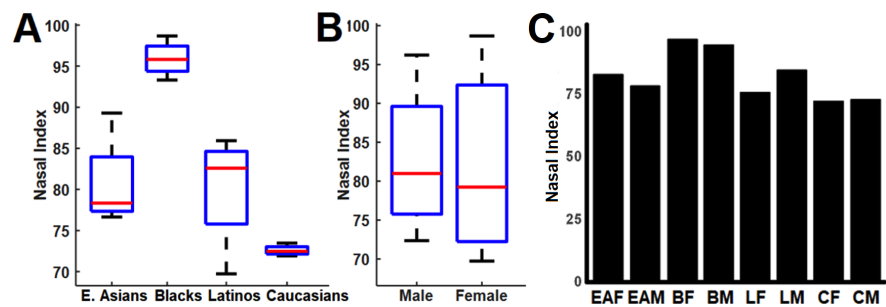 A
Nasal Index
100
95
90
85
80
75
70
E. Asians Blacks Latinos Caucasians
B
Nasal Index
100
95
90
85
80
75
70
Male Female
C
Nasal Index
100
75
50
25
0
EAF EAM BF BM LF LM CF CM